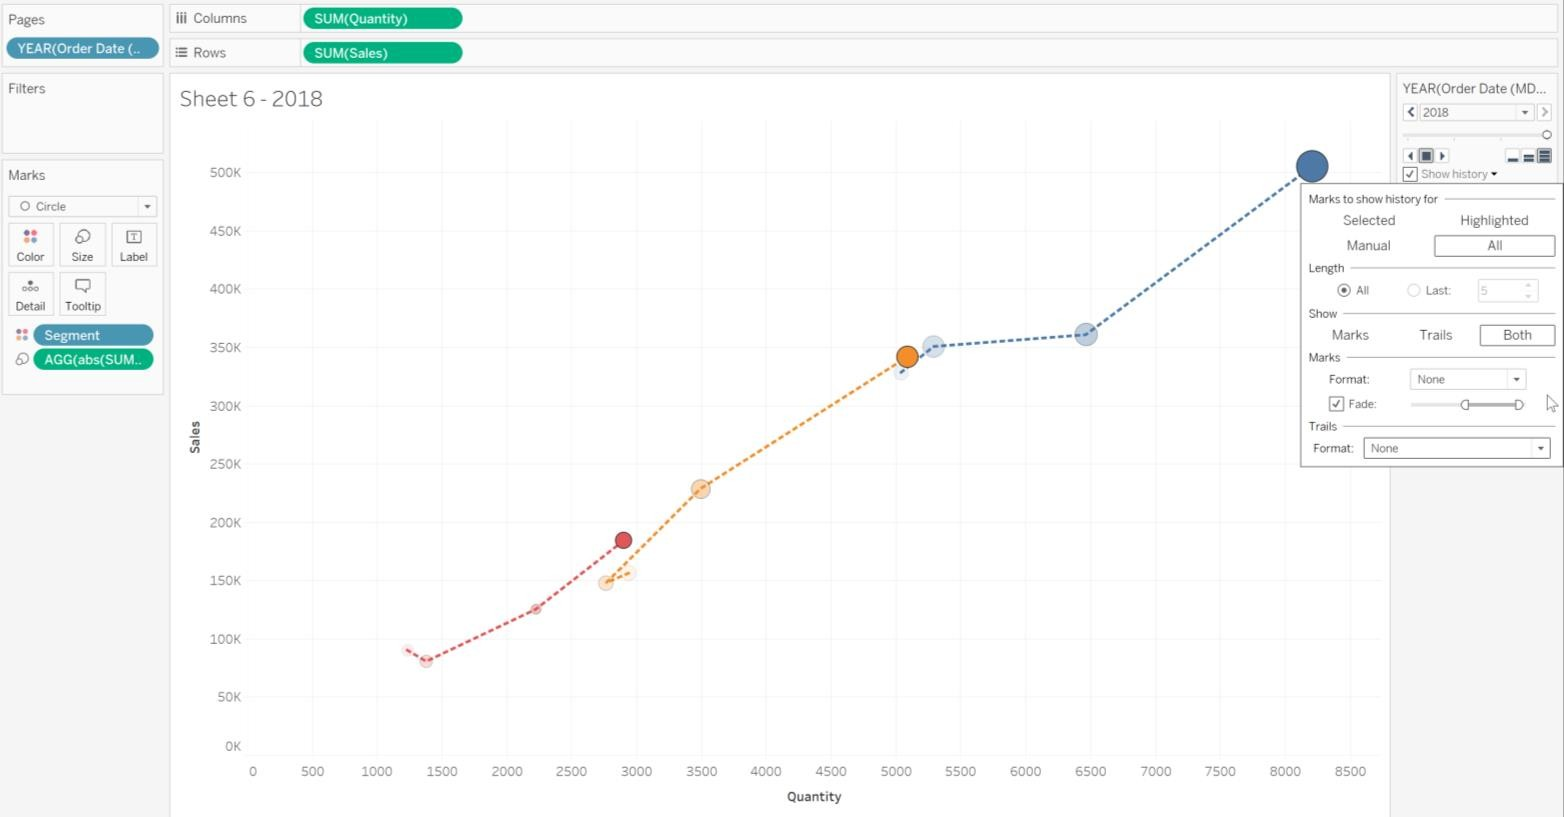 Pages
YEAR(Order Date (..
Columns
SUM(Quantity)
Rows
SUM(Sales)
Filters
Marks
Circle
Color
Size
Label
Detail
Tooltip
Segment
AGG(abs(SUM..
Sheet 6 - 2018
500K
450K
400K
350K
300K
250K
200K
150K
100K
50K
0K
Sales
0 500 1000 1500 2000 2500 3000 3500 4000 4500 5000 5500 6000 6500 7000 7500 8000 8500
Quantity
YEAR(Order Date (MD...
2018
Show history
Marks to show history for
Selected Highlighted
Manual All
Length
All Last: 5
Show
Marks Trails Both
Marks
Format: None
Fade:
Trails
Format: None